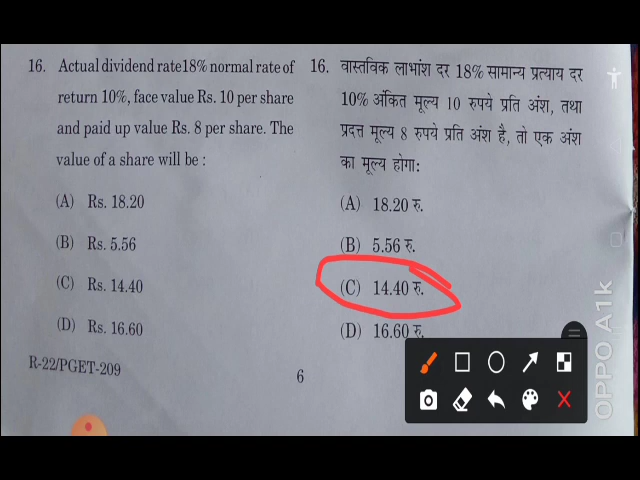 16. Actual dividend rate18% normal rate of
return 10%, face value Rs. 10 per share
and paid up value Rs. 8 per share. The
value of a share will be :
(A) Rs. 18.20
(B) Rs. 5.56
(C) Rs. 14.40
(D) Rs. 16.60
R-22/PGET-209
16. वास्तविक लाभांश दर 18% सामान्य प्रत्याय दर
10% अंकित मूल्य 10 रुपये प्रति अंश, तथा
प्रदत्त मूल्य 8 रुपये प्रति अंश है, तो एक अंश
का मूल्य होगा:
(A) 18.20 रु.
(B) 5.56 रु.
(C) 14.40 रु.
(D) 16.60 रु.
6
OPPO A1k